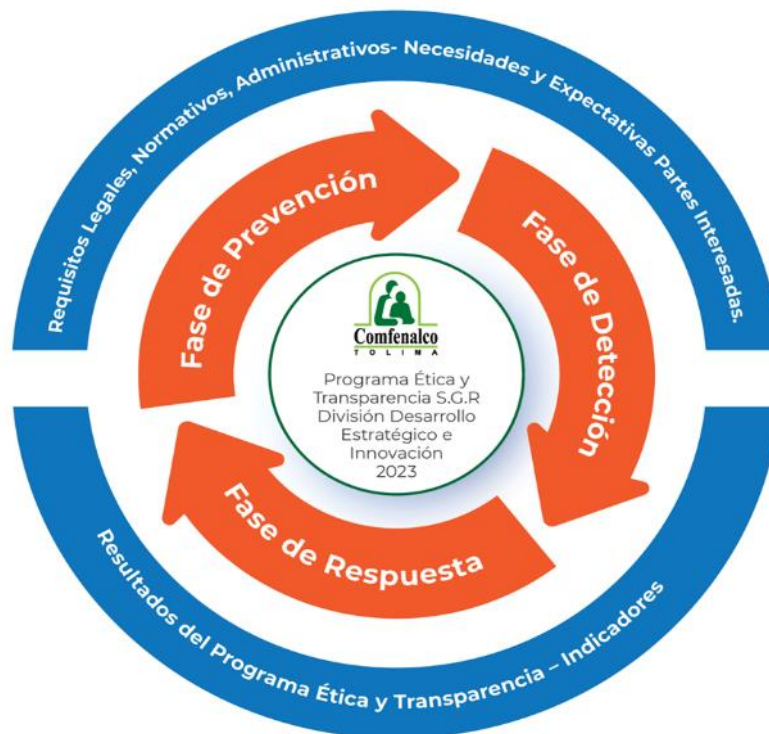 Requisitos Legales, Normativos, Administrativos- Necesidades y Expectativas Partes Interesadas.
Fase de Prevención
Fase de Detección
Comfenalco
TOLIMA
Programa Ética y
Transparencia S.G.R
División Desarrollo
Estratégico e
Innovación
2023
Fase de Respuesta
Resultados del Programa Ética y Transparencia – Indicadores